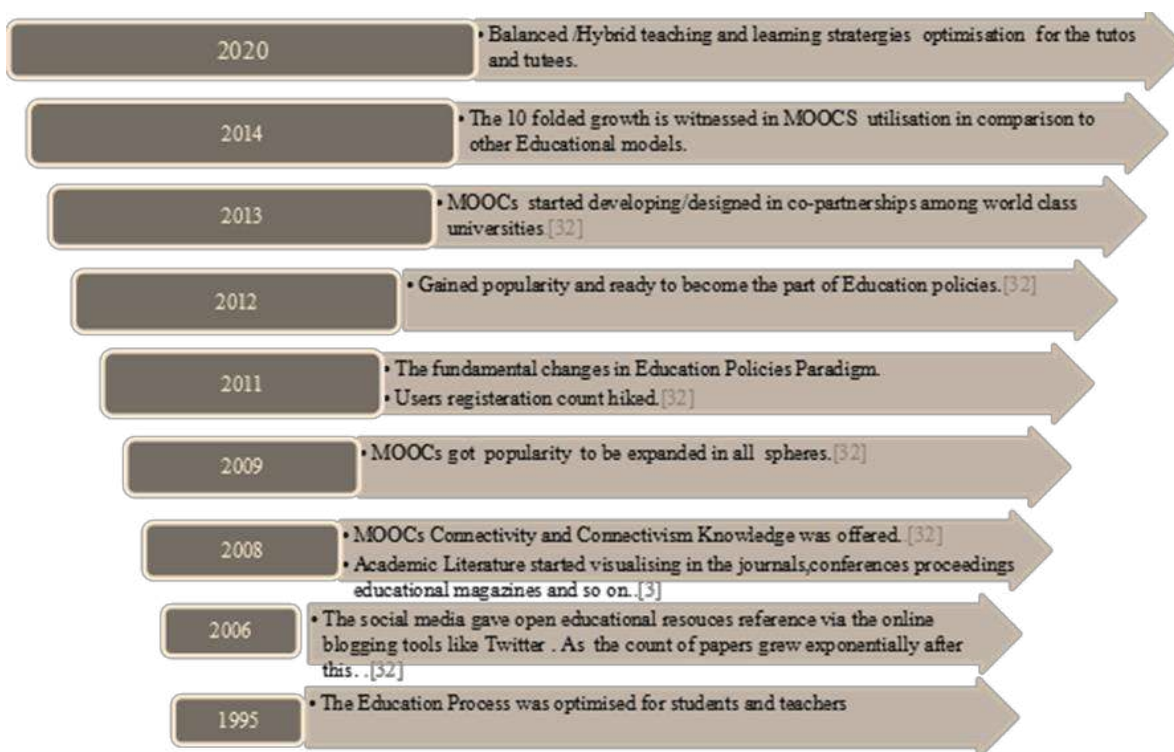 2020
• Balanced /Hybrid teaching and learning stratergies optimisation for the tutos
and tutees.
2014
• The 10 folded growth is witnessed in MOOCS utilisation in comparison to
other Educational models.
2013
• MOOCs started developing/designed in co-partnerships among world class
universities.[32]
2012
• Gained popularity and ready to become the part of Education policies.[32]
2011
• The fundamental changes in Education Policies Paradigm.
• Users registeration count hiked.[32]
2009
• MOOCs got popularity to be expanded in all spheres.[32]
2008
• MOOCs Connectivity and Connectivism Knowledge was offered..[32]
• Academic Literature started visualising in the journals,conferences proceedings
educational magazines and so on..[3]
2006
• The social media gave open educational resouces reference via the online
blogging tools like Twitter . As the count of papers grew exponentially after
this. .[32]
1995
• The Education Process was optimised for students and teachers